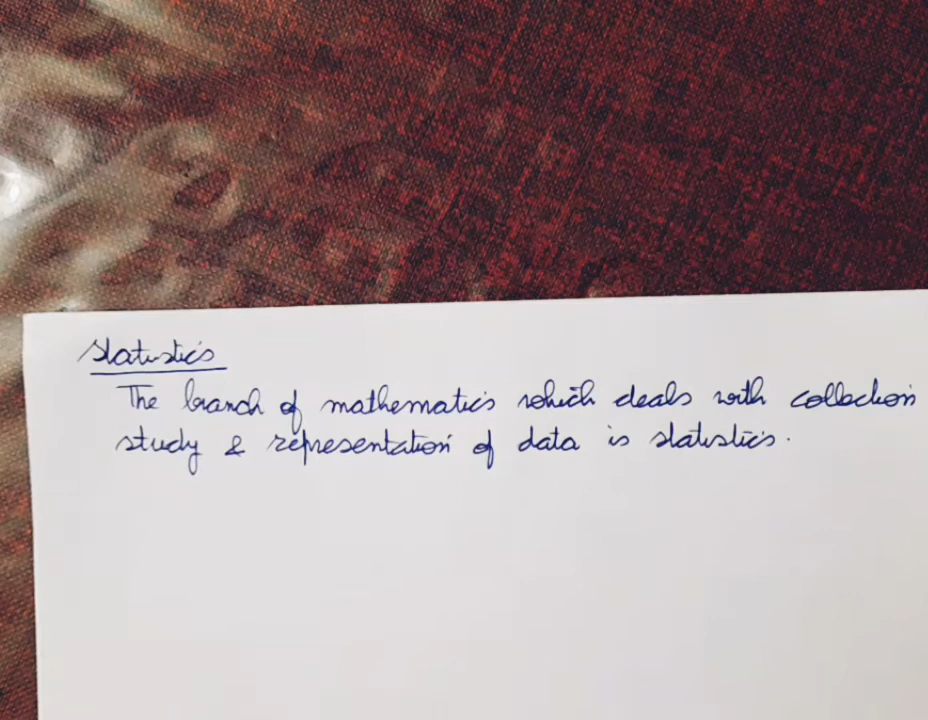 Statistics
The branch of mathematics which deals with collection
study & representation of data is statistics.